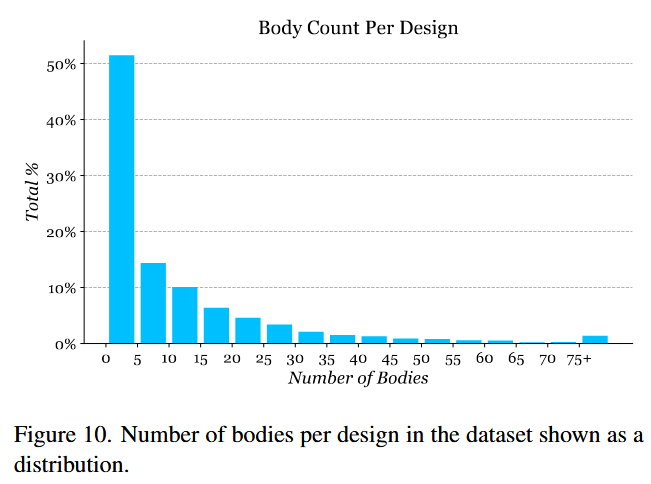 Body Count Per Design
50%
40%
30%
20%
10%
0%
Total %
0 5 10 15 20 25 30 35 40 45 50 55 60 65 70 75+
Number of Bodies
Figure 10. Number of bodies per design in the dataset shown as a
distribution.